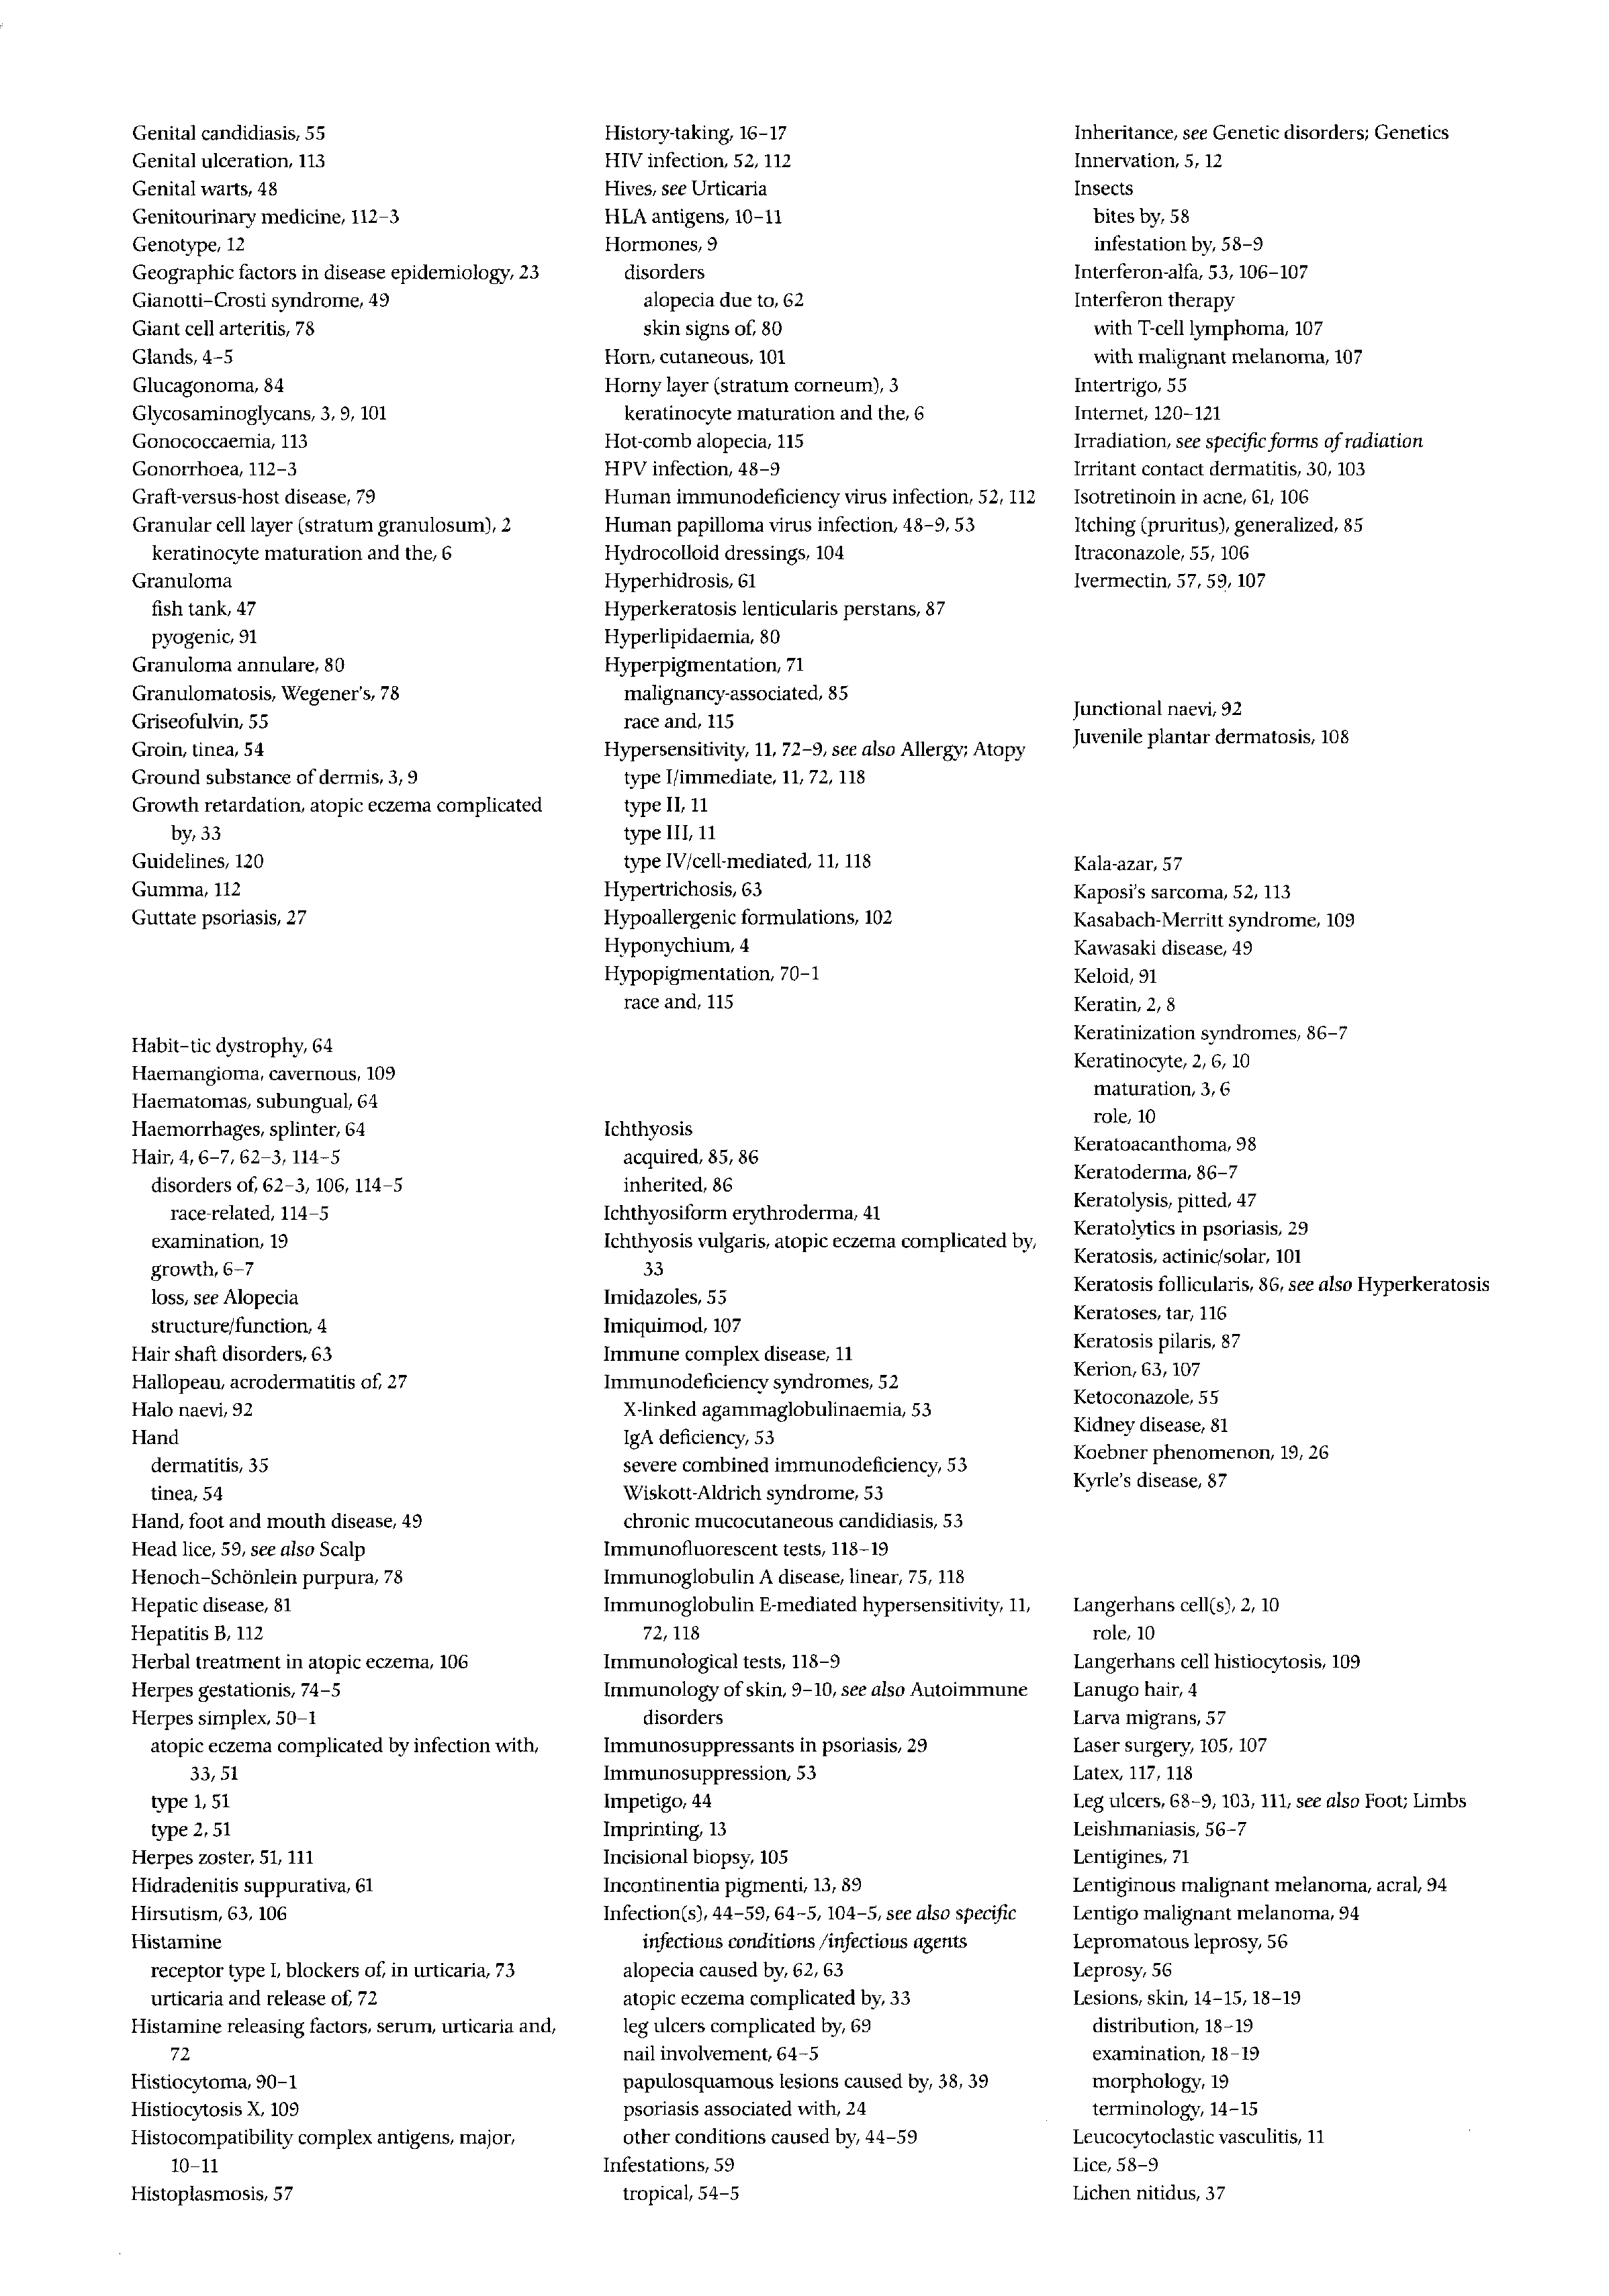 Genital candidiasis, 55
Genital ulceration, 113
Genital warts, 48
Genitourinary medicine, 112–3
Genotype, 12
Geographic factors in disease epidemiology, 23
Gianotti–Crosti syndrome, 49
Giant cell arteritis, 78
Glands, 4–5
Glucagonoma, 84
Glycosaminoglycans, 3, 9, 101
Gonococcaemia, 113
Gonorrhoea, 112–3
Graft-versus-host disease, 79
Granular cell layer (stratum granulosum), 2
keratinocyte maturation and the, 6
Granuloma
fish tank, 47
pyogenic, 91
Granuloma annulare, 80
Granulomatosis, Wegener's, 78
Griseofulvin, 55
Groin, tinea, 54
Ground substance of dermis, 3, 9
Growth retardation, atopic eczema complicated
by, 33
Guidelines, 120
Gumma, 112
Guttate psoriasis, 27
Habit–tic dystrophy, 64
Haemangioma, cavernous, 109
Haematomas, subungual, 64
Haemorrhages, splinter, 64
Hair, 4, 6–7, 62–3, 114–5
disorders of, 62–3, 106, 114–5
race-related, 114–5
examination, 19
growth, 6–7
loss, see Alopecia
structure/function, 4
Hair shaft disorders, 63
Hallopeau, acrodermatitis of, 27
Halo naevi, 92
Hand
dermatitis, 35
tinea, 54
Hand, foot and mouth disease, 49
Head lice, 59, see also Scalp
Henoch–Schönlein purpura, 78
Hepatic disease, 81
Hepatitis B, 112
Herbal treatment in atopic eczema, 106
Herpes gestationis, 74–5
Herpes simplex, 50–1
atopic eczema complicated by infection with,
33, 51
type 1, 51
type 2, 51
Herpes zoster, 51, 111
Hidradenitis suppurativa, 61
Hirsutism, 63, 106
Histamine
receptor type I, blockers of, in urticaria, 73
urticaria and release of, 72
Histamine releasing factors, serum, urticaria and,
72
Histiocytoma, 90–1
Histiocytosis X, 109
Histocompatibility complex antigens, major,
10–11
Histoplasmosis, 57
History-taking, 16–17
HIV infection, 52, 112
Hives, see Urticaria
HLA antigens, 10–11
Hormones, 9
disorders
alopecia due to, 62
skin signs of, 80
Horn, cutaneous, 101
Horny layer (stratum corneum), 3
keratinocyte maturation and the, 6
Hot-comb alopecia, 115
HPV infection, 48–9
Human immunodeficiency virus infection, 52, 112
Human papilloma virus infection, 48–9, 53
Hydrocolloid dressings, 104
Hyperhidrosis, 61
Hyperkeratosis lenticularis perstans, 87
Hyperlipidaemia, 80
Hyperpigmentation, 71
malignancy-associated, 85
race and, 115
Hypersensitivity, 11, 72–9, see also Allergy; Atopy
type I/immediate, 11, 72, 118
type II, 11
type III, 11
type IV/cell-mediated, 11, 118
Hypertrichosis, 63
Hypoallergenic formulations, 102
Hyponychium, 4
Hypopigmentation, 70–1
race and, 115
Ichthyosis
acquired, 85, 86
inherited, 86
Ichthyosiform erythroderma, 41
Ichthyosis vulgaris, atopic eczema complicated by,
33
Imidazoles, 55
Imiquimod, 107
Immune complex disease, 11
Immunodeficiency syndromes, 52
X-linked agammaglobulinaemia, 53
IgA deficiency, 53
severe combined immunodeficiency, 53
Wiskott-Aldrich syndrome, 53
chronic mucocutaneous candidiasis, 53
Immunofluorescent tests, 118–19
Immunoglobulin A disease, linear, 75, 118
Immunoglobulin E-mediated hypersensitivity, 11,
72, 118
Immunological tests, 118–9
Immunology of skin, 9–10, see also Autoimmune
disorders
Immunosuppressants in psoriasis, 29
Immunosuppression, 53
Impetigo, 44
Imprinting, 13
Incisional biopsy, 105
Incontinentia pigmenti, 13, 89
Infection(s), 44–59, 64–5, 104–5, see also specific
infectious conditions /infectious agents
alopecia caused by, 62, 63
atopic eczema complicated by, 33
leg ulcers complicated by, 69
nail involvement, 64–5
papulosquamous lesions caused by, 38, 39
psoriasis associated with, 24
other conditions caused by, 44–59
Infestations, 59
tropical, 54–5
Inheritance, see Genetic disorders; Genetics
Innervation, 5, 12
Insects
bites by, 58
infestation by, 58–9
Interferon-alfa, 53, 106–107
Interferon therapy
with T-cell lymphoma, 107
with malignant melanoma, 107
Intertrigo, 55
Internet, 120–121
Irradiation, see specific forms of radiation
Irritant contact dermatitis, 30, 103
Isotretinoin in acne, 61, 106
Itching (pruritus), generalized, 85
Itraconazole, 55, 106
Ivermectin, 57, 59, 107
Junctional naevi, 92
Juvenile plantar dermatosis, 108
Kala-azar, 57
Kaposi's sarcoma, 52, 113
Kasabach-Merritt syndrome, 109
Kawasaki disease, 49
Keloid, 91
Keratin, 2, 8
Keratinization syndromes, 86–7
Keratinocyte, 2, 6, 10
maturation, 3, 6
role, 10
Keratoacanthoma, 98
Keratoderma, 86–7
Keratolysis, pitted, 47
Keratolytics in psoriasis, 29
Keratosis, actinic/solar, 101
Keratosis follicularis, 86, see also Hyperkeratosis
Keratoses, tar, 116
Keratosis pilaris, 87
Kerion, 63, 107
Ketoconazole, 55
Kidney disease, 81
Koebner phenomenon, 19, 26
Kyrle's disease, 87
Langerhans cell(s), 2, 10
role, 10
Langerhans cell histiocytosis, 109
Lanugo hair, 4
Larva migrans, 57
Laser surgery, 105, 107
Latex, 117, 118
Leg ulcers, 68–9, 103, 111, see also Foot; Limbs
Leishmaniasis, 56–7
Lentigines, 71
Lentiginous malignant melanoma, acral, 94
Lentigo malignant melanoma, 94
Lepromatous leprosy, 56
Leprosy, 56
Lesions, skin, 14–15, 18–19
distribution, 18–19
examination, 18–19
morphology, 19
terminology, 14–15
Leucocytoclastic vasculitis, 11
Lice, 58–9
Lichen nitidus, 37